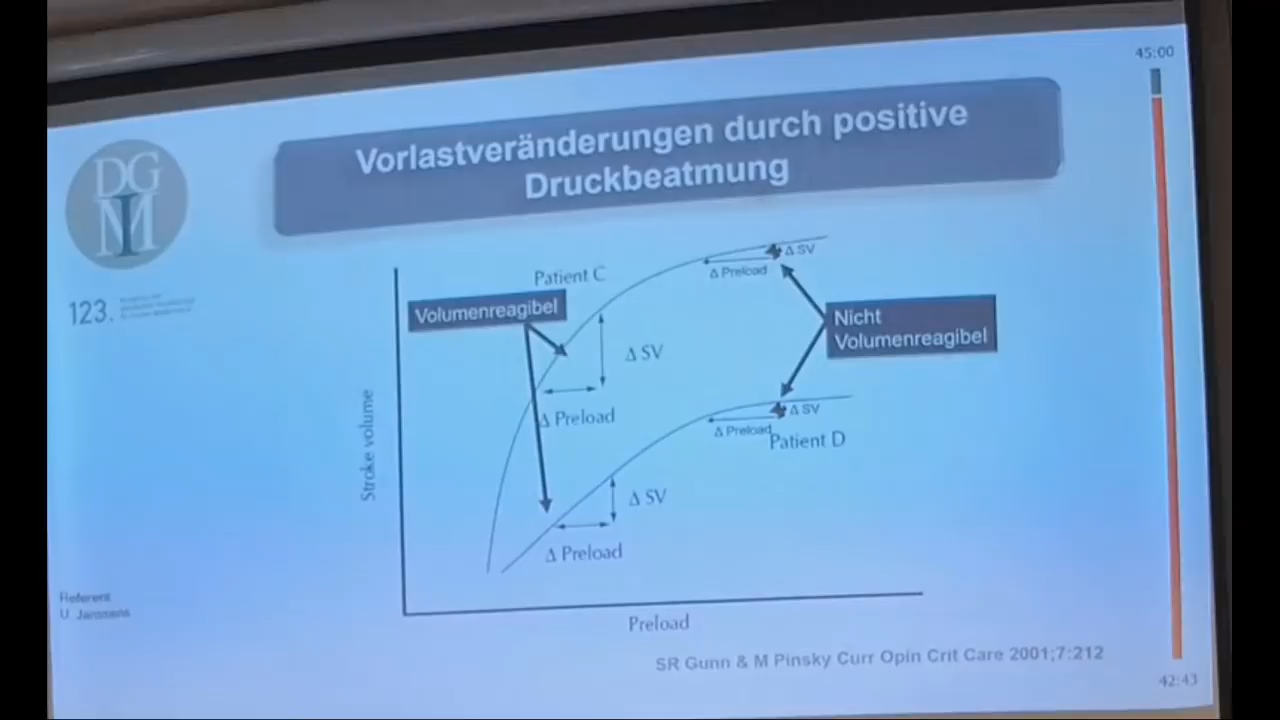 45:00
DG
IM
Vorlastveränderungen durch positive
Druckbeatmung
123.
Patient C
Volumenreagibel
Δ SV
Δ Preload
Nicht
Volumenreagibel
Δ SV
Δ Preload
Δ SV
Δ Preload
Patient D
Δ SV
Δ Preload
Stroke volume
Preload
Referent
U. Janssens
SR Gunn & M Pinsky Curr Opin Crit Care 2001;7:212
42:43